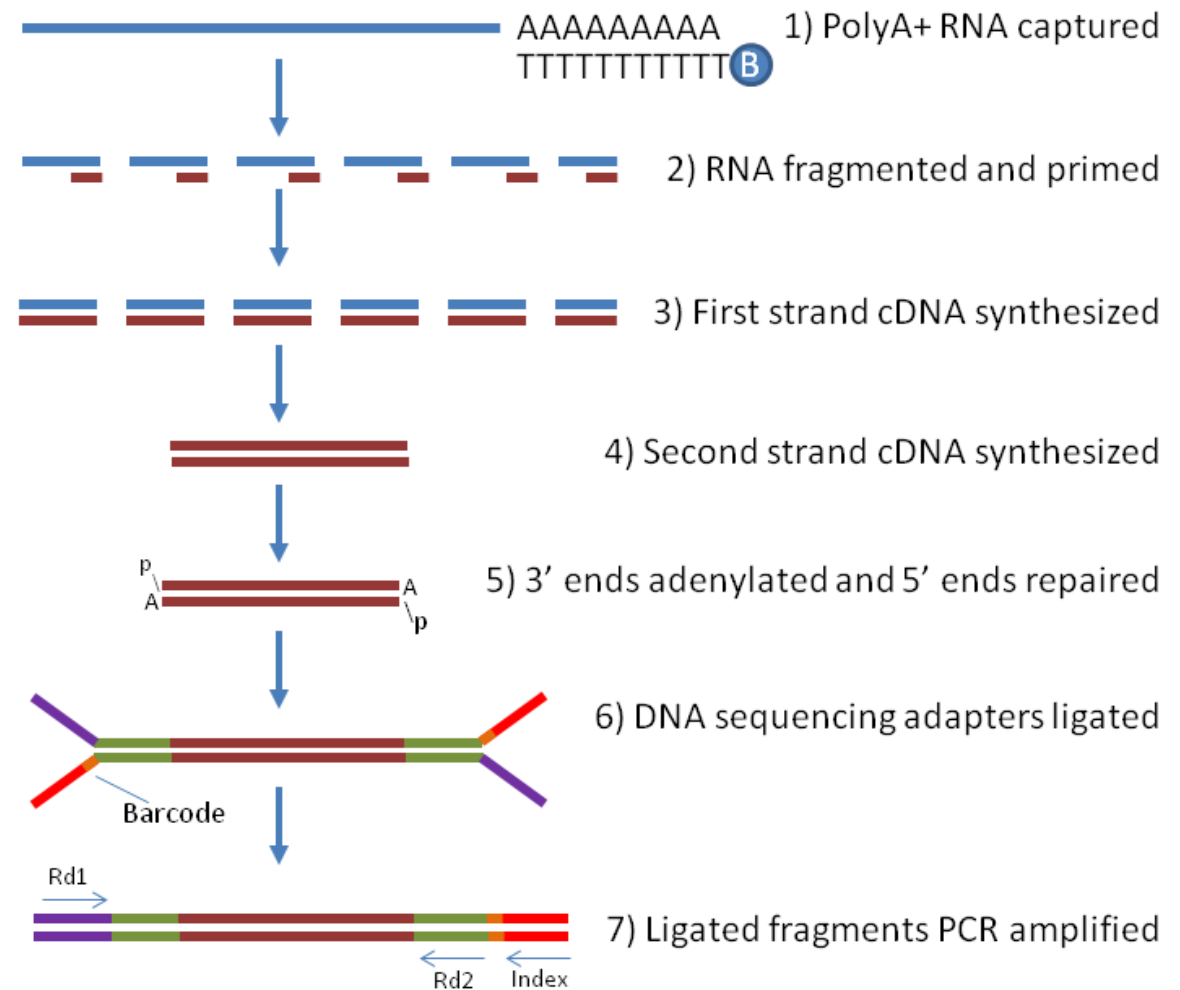 AAAAAAAAA 1) PolyA+ RNA captured
TTTTTTTTTTT B
2) RNA fragmented and primed
3) First strand cDNA synthesized
4) Second strand cDNA synthesized
p
5) 3’ ends adenylated and 5’ ends repaired
A
A
p
6) DNA sequencing adapters ligated
Barcode
Rd1
7) Ligated fragments PCR amplified
Rd2 Index